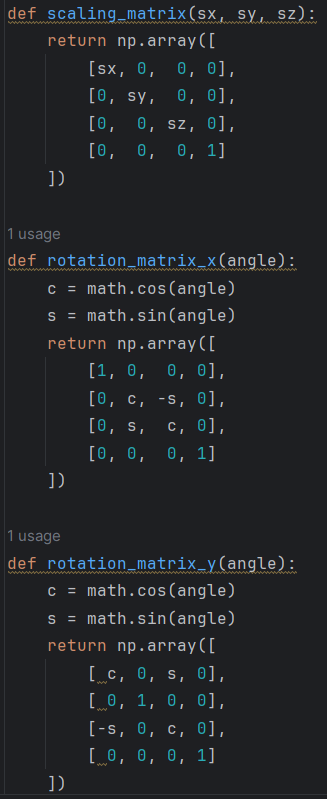 def scaling_matrix(sx, sy, sz):
    return np.array([
        [sx, 0,  0, 0],
        [0, sy,  0, 0],
        [0,  0, sz, 0],
        [0,  0,  0, 1]
    ])
1 usage
def rotation_matrix_x(angle):
    c = math.cos(angle)
    s = math.sin(angle)
    return np.array([
        [1, 0,  0, 0],
        [0, c, -s, 0],
        [0, s,  c, 0],
        [0, 0,  0, 1]
    ])
1 usage
def rotation_matrix_y(angle):
    c = math.cos(angle)
    s = math.sin(angle)
    return np.array([
        [ c, 0, s, 0],
        [ 0, 1, 0, 0],
        [-s, 0, c, 0],
        [ 0, 0, 0, 1]
    ])